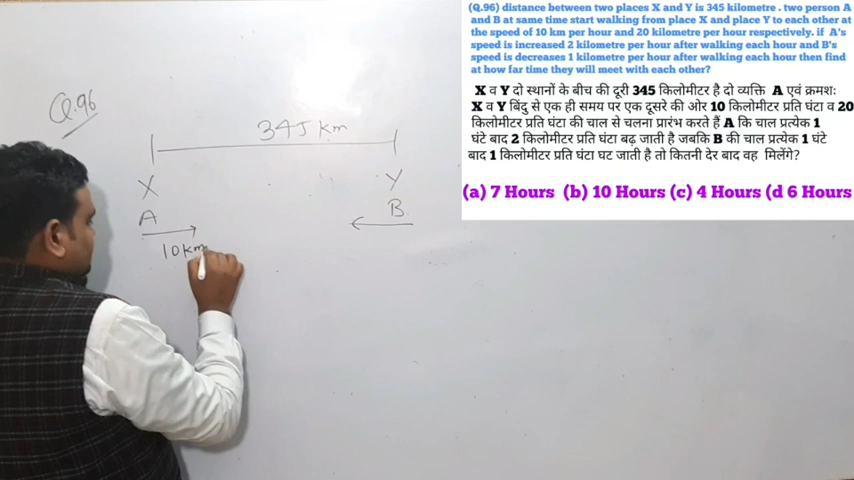 (Q.96) distance between two places X and Y is 345 kilometre . two person A
and B at same time start walking from place X and place Y to each other at
the speed of 10 km per hour and 20 kilometre per hour respectively. if A's
speed is increased 2 kilometre per hour after walking each hour and B's
speed is decreases 1 kilometre per hour after walking each hour then find
at how far time they will meet with each other?
X व Y दो स्थानों के बीच की दूरी 345 किलोमीटर है दो व्यक्ति A एवं क्रमशः
X व Y बिंदु से एक ही समय पर एक दूसरे की ओर 10 किलोमीटर प्रति घंटा व 20
किलोमीटर प्रति घंटा की चाल से चलना प्रारंभ करते हैं A कि चाल प्रत्येक 1
घंटे बाद 2 किलोमीटर प्रति घंटा बढ़ जाती है जबकि B की चाल प्रत्येक 1 घंटे
बाद 1 किलोमीटर प्रति घंटा घट जाती है तो कितनी देर बाद वह मिलेंगे?
(a) 7 Hours (b) 10 Hours (c) 4 Hours (d 6 Hours
Q.96
345 km
X Y
A B
10km